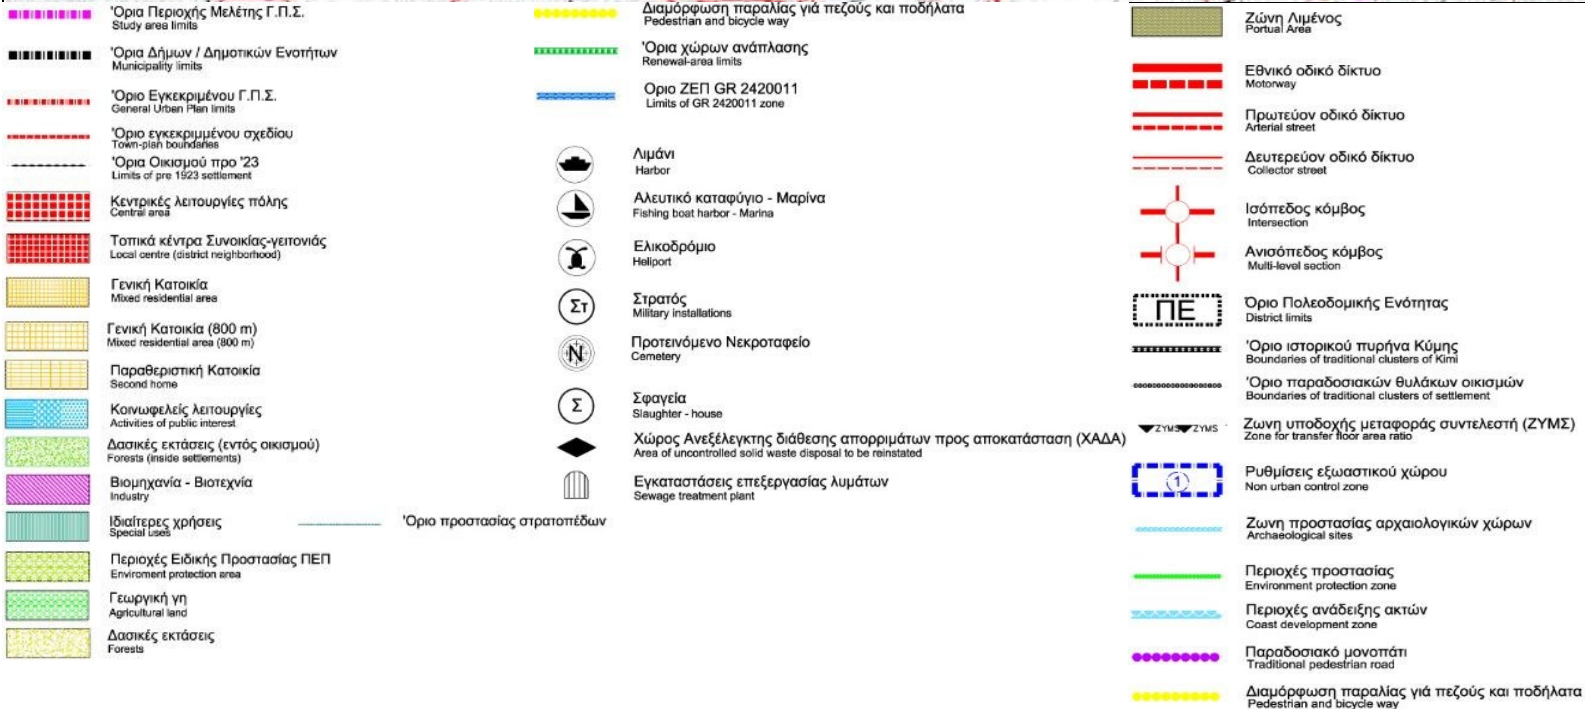 'Όρια Περιοχής Μελέτης Γ.Π.Σ.
Study area limits
'Όρια Δήμων / Δημοτικών Ενοτήτων
Municipality limits
'Όριο Εγκεκριμένου Γ.Π.Σ.
General Urban Plan limits
'Όριο εγκεκριμμένου σχεδίου
Town-plan boundaries
'Όρια Οικισμού προ '23
Limits of pre 1923 settlement
Κεντρικές λειτουργίες πόλης
Central area
Τοπικά κέντρα Συνοικίας-γειτονιάς
Local centre (district neighborhood)
Γενική Κατοικία
Mixed residential area
Γενική Κατοικία (800 m)
Mixed residential area (800 m)
Παραθεριστική Κατοικία
Second home
Κοινωφελείς λειτουργίες
Activities of public interest
Δασικές εκτάσεις (εντός οικισμού)
Forests (inside settlements)
Βιομηχανία - Βιοτεχνία
Industry
Ιδιαίτερες χρήσεις
Special uses
'Όριο προστασίας στρατοπέδων
Περιοχές Ειδικής Προστασίας ΠΕΠ
Enviroment protection area
Γεωργική γη
Agricultural land
Δασικές εκτάσεις
Forests
Διαμόρφωση παραλίας γιά πεζούς και ποδήλατα
Pedestrian and bicycle way
'Όρια χώρων ανάπλασης
Renewal-area limits
Οριο ΖΕΠ GR 2420011
Limits of GR 2420011 zone
Λιμάνι
Harbor
Αλευτικό καταφύγιο - Μαρίνα
Fishing boat harbor - Marina
Ελικοδρόμιο
Heliport
Στ
Στρατός
Military installations
N
Προτεινόμενο Νεκροταφείο
Cemetery
Σ
Σφαγεία
Slaughter - house
Χώρος Ανεξέλεγκτης διάθεσης απορριμάτων προς αποκατάσταση (ΧΑΔΑ)
Area of uncontrolled solid waste disposal to be reinstated
Εγκαταστάσεις επεξεργασίας λυμάτων
Sewage treatment plant
Ζώνη Λιμένος
Portual Area
Εθνικό οδικό δίκτυο
Motorway
Πρωτεύον οδικό δίκτυο
Arterial street
Δευτερεύον οδικό δίκτυο
Collector street
Ισόπεδος κόμβος
Intersection
Ανισόπεδος κόμβος
Multi-level section
ΠΕ
Όριο Πολεοδομικής Ενότητας
District limits
'Όριο ιστορικού πυρήνα Κύμης
Boundaries of traditional clusters of Kimi
'Όριο παραδοσιακών θυλάκων οικισμών
Boundaries of traditional clusters of settlement
ZYMS ZYMS
Ζωνη υποδοχής μεταφοράς συντελεστή (ΖΥΜΣ)
Zone for transfer floor area ratio
1
Ρυθμίσεις εξωαστικού χώρου
Non urban control zone
Ζωνη προστασίας αρχαιολογικών χώρων
Archaeological sites
Περιοχές προστασίας
Environment protection zone
Περιοχές ανάδειξης ακτών
Coast development zone
Παραδοσιακό μονοπάτι
Traditional pedestrian road
Διαμόρφωση παραλίας γιά πεζούς και ποδήλατα
Pedestrian and bicycle way